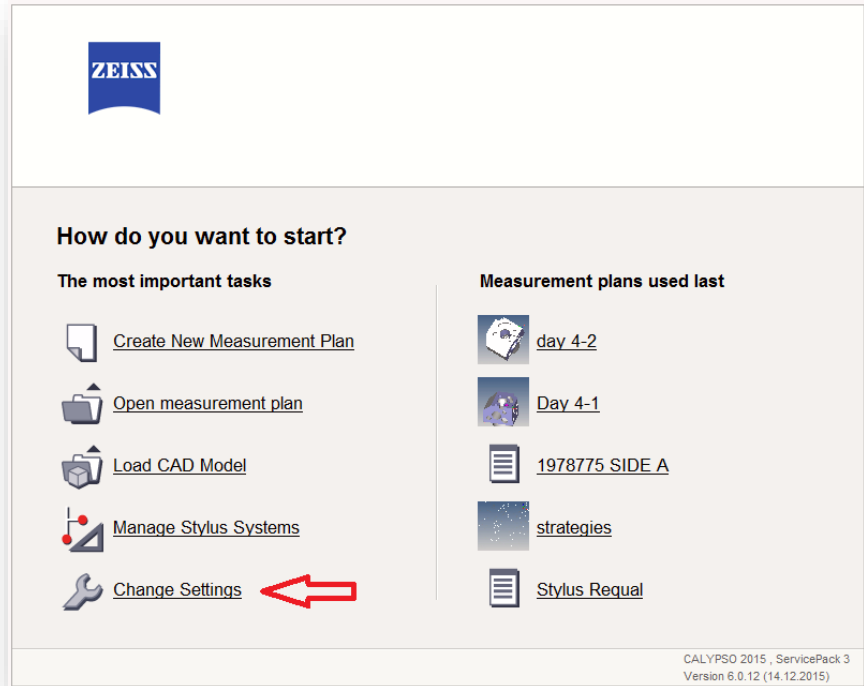 ZEISS
How do you want to start?
The most important tasks
Create New Measurement Plan
Open measurement plan
Load CAD Model
Manage Stylus Systems
Change Settings
Measurement plans used last
day 4-2
Day 4-1
1978775 SIDE A
strategies
Stylus Requal
CALYPSO 2015 , ServicePack 3
Version 6.0.12 (14.12.2015)